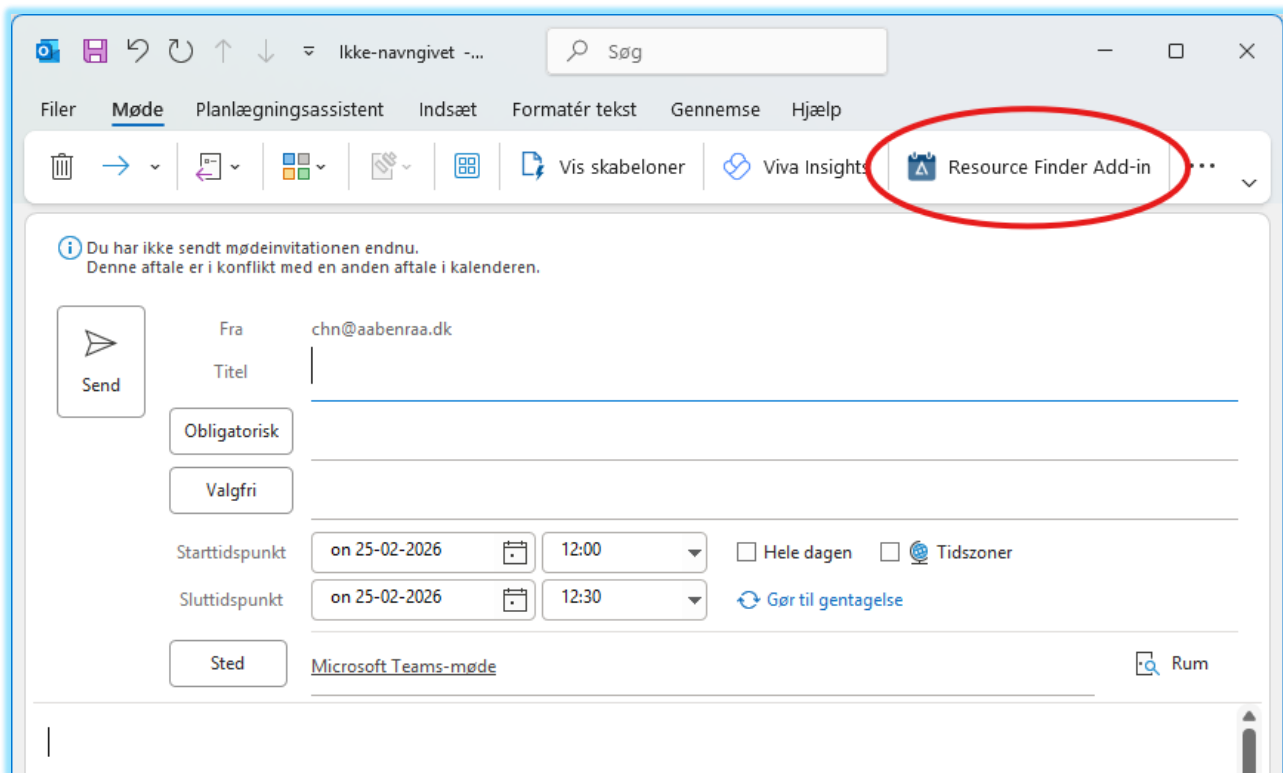 Ikke-navngivet -...
Søg
Filer Møde Planlægningsassistent Indsæt Formatér tekst Gennemse Hjælp
Vis skabeloner Viva Insights Resource Finder Add-in
Du har ikke sendt mødeinvitationen endnu.
Denne aftale er i konflikt med en anden aftale i kalenderen.
Send
Fra chn@aabenraa.dk
Titel
Obligatorisk
Valgfri
Starttidspunkt on 25-02-2026 12:00 Hele dagen Tidszoner
Sluttidspunkt on 25-02-2026 12:30 Gør til gentagelse
Sted Microsoft Teams-møde Rum